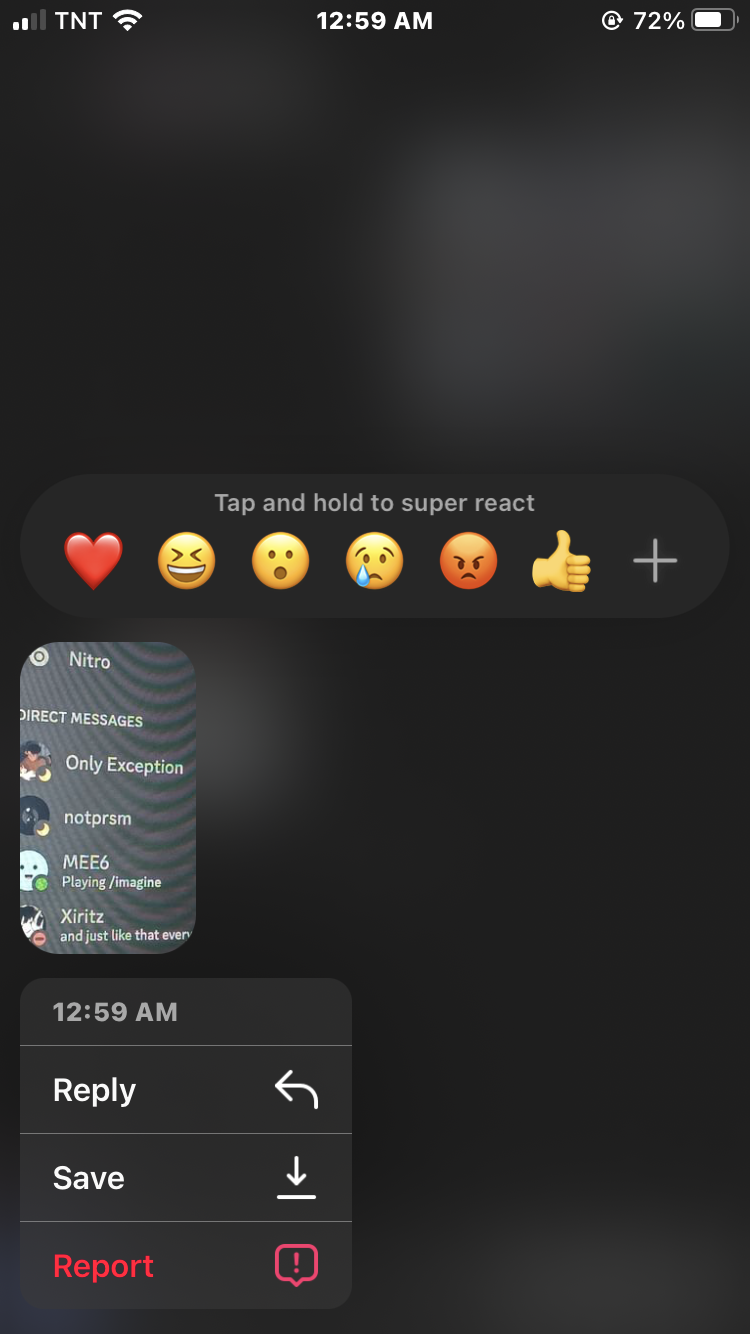 TNT 12:59 AM 72%
Tap and hold to super react
Nitro
DIRECT MESSAGES
Only Exception
notprsm
MEE6
Playing /imagine
Xiritz
and just like that every
12:59 AM
Reply
Save
Report